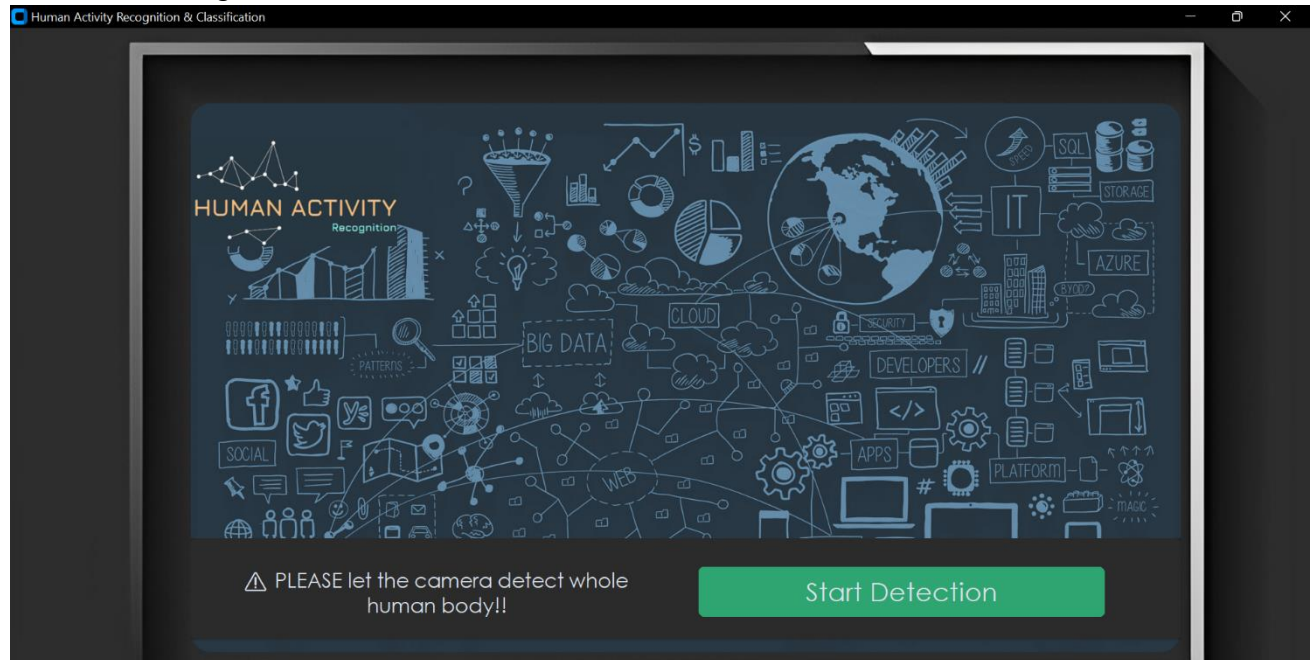 Human Activity Recognition & Classification
HUMAN ACTIVITY
Recognition
?
$
SPEED
SQL
STORAGE
IT
AZURE
BYOD?
x
y
CLOUD
BIG DATA
SECURITY
PATTERNS
DEVELOPERS //
</>
SOCIAL
WEB
APPS
PLATFORM
#
MAGIC
⚠ PLEASE let the camera detect whole
human body!!
Start Detection